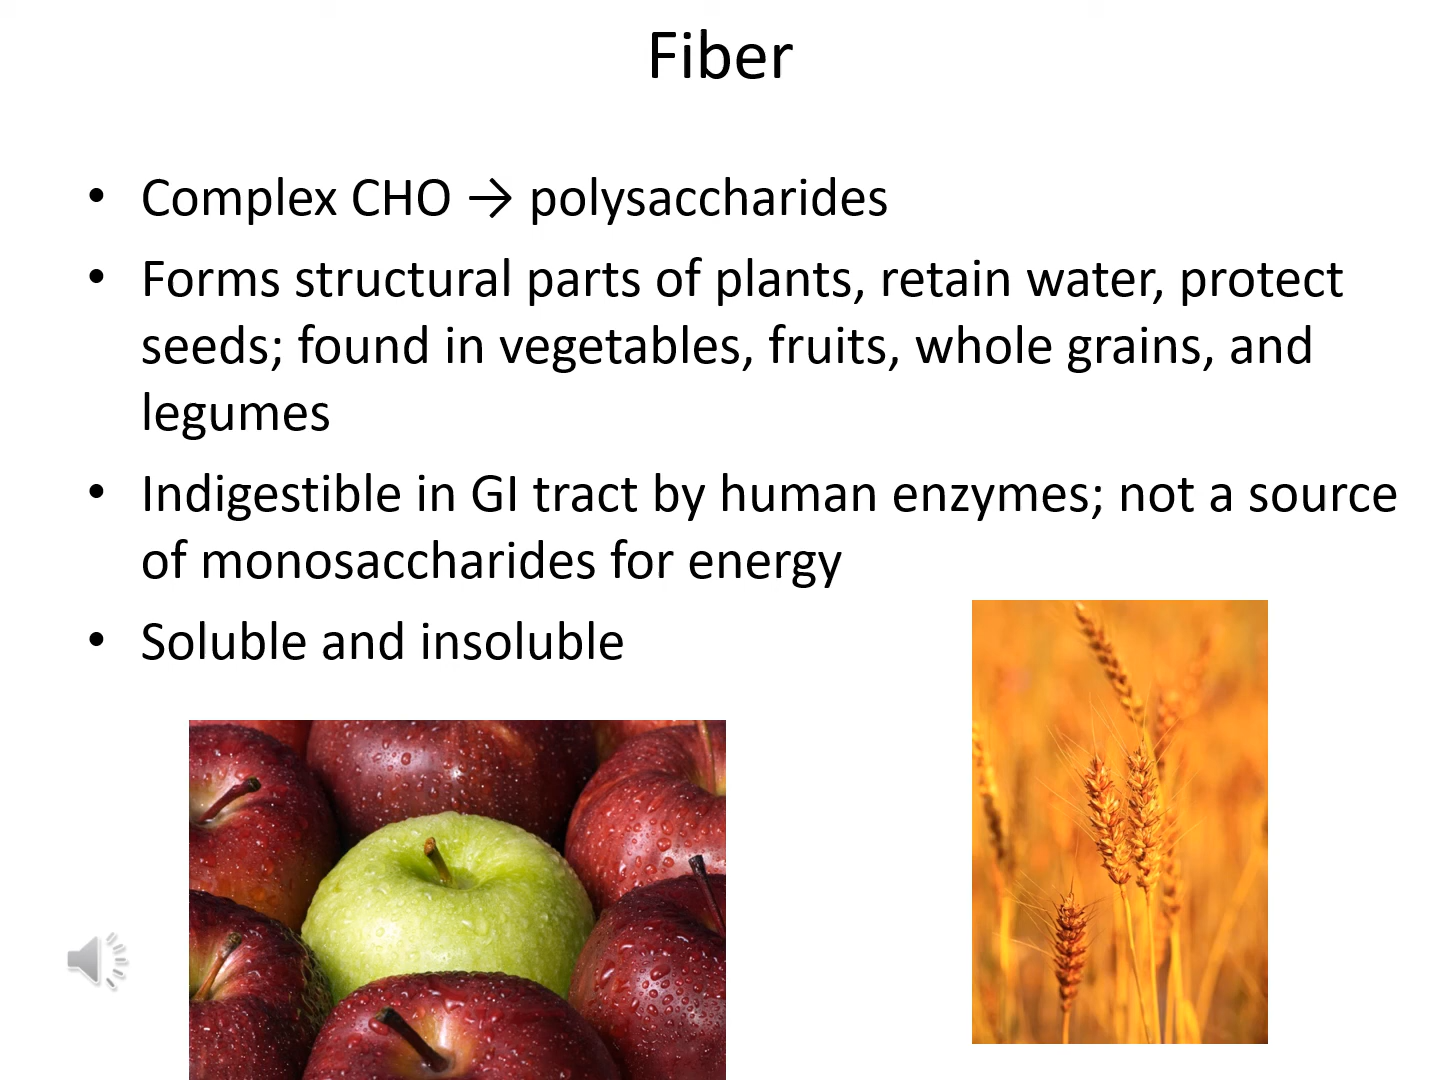 Fiber
• Complex CHO → polysaccharides
• Forms structural parts of plants, retain water, protect
seeds; found in vegetables, fruits, whole grains, and
legumes
• Indigestible in GI tract by human enzymes; not a source
of monosaccharides for energy
• Soluble and insoluble